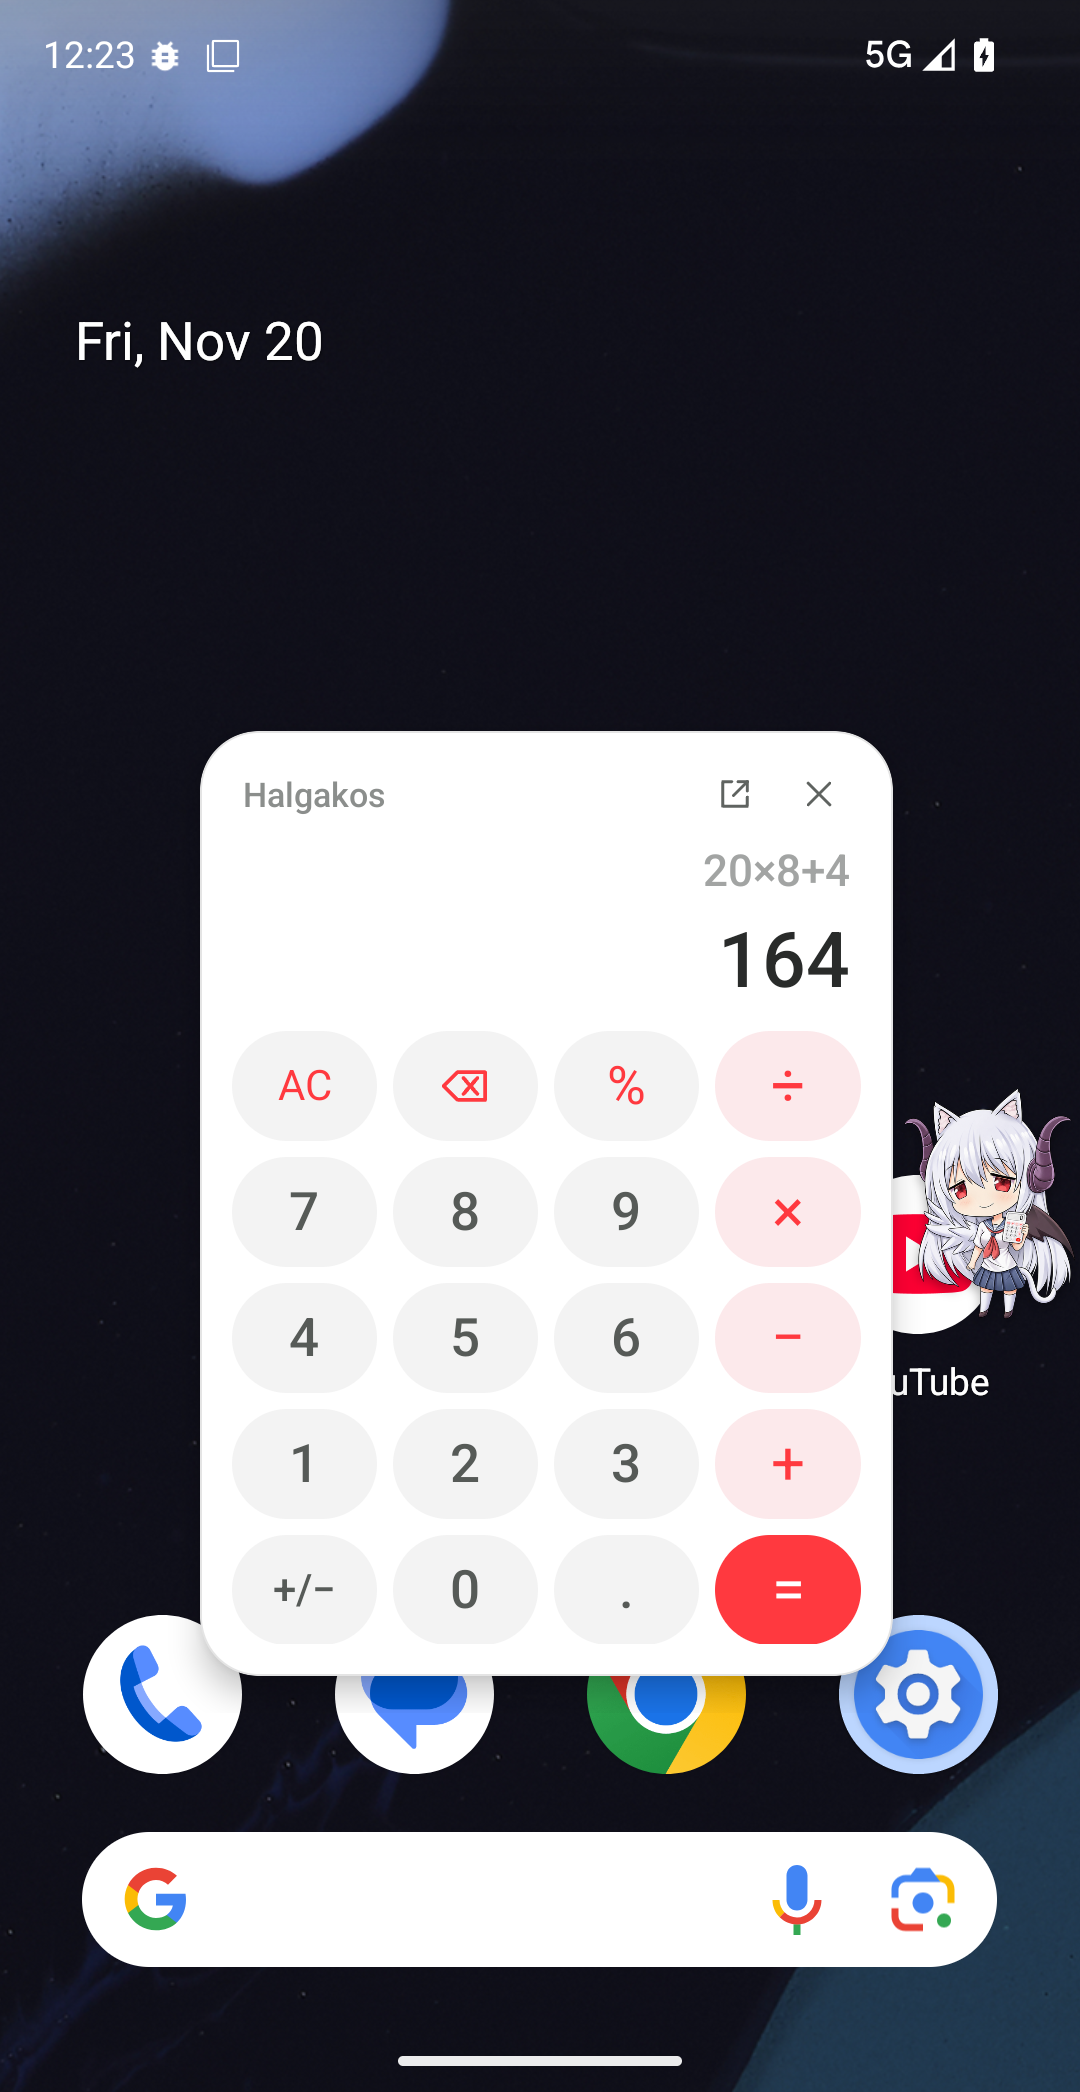 12:23 5G
Fri, Nov 20
Halgakos
20×8+4
164
AC % ÷
7 8 9 ×
4 5 6 −
uTube
1 2 3 +
+/− 0 . =